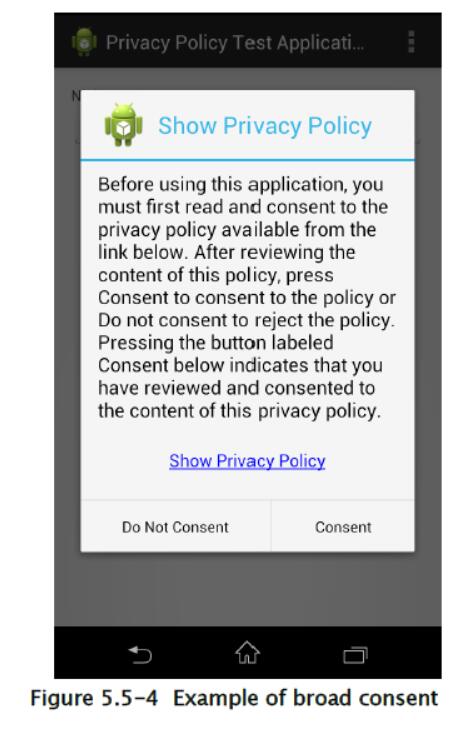 Privacy Policy Test Applicati...
N
Show Privacy Policy
Before using this application, you
must first read and consent to the
privacy policy available from the
link below. After reviewing the
content of this policy, press
Consent to consent to the policy or
Do not consent to reject the policy.
Pressing the button labeled
Consent below indicates that you
have reviewed and consented to
the content of this privacy policy.
Show Privacy Policy
Do Not Consent
Consent
Figure 5.5-4 Example of broad consent